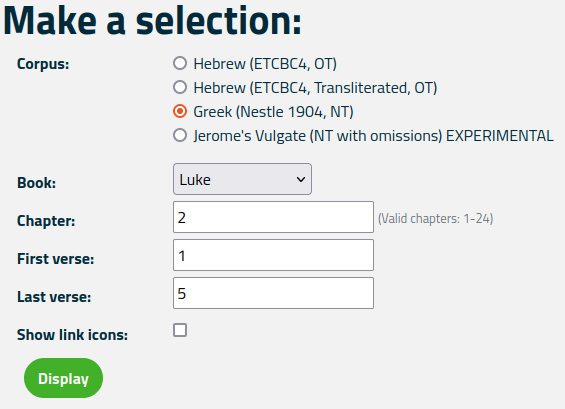 Make a selection:
Corpus: Hebrew (ETCBC4, OT)
Hebrew (ETCBC4, Transliterated, OT)
Greek (Nestle 1904, NT)
Jerome's Vulgate (NT with omissions) EXPERIMENTAL
Book: Luke
Chapter: 2 (Valid chapters: 1-24)
First verse: 1
Last verse: 5
Show link icons:
Display